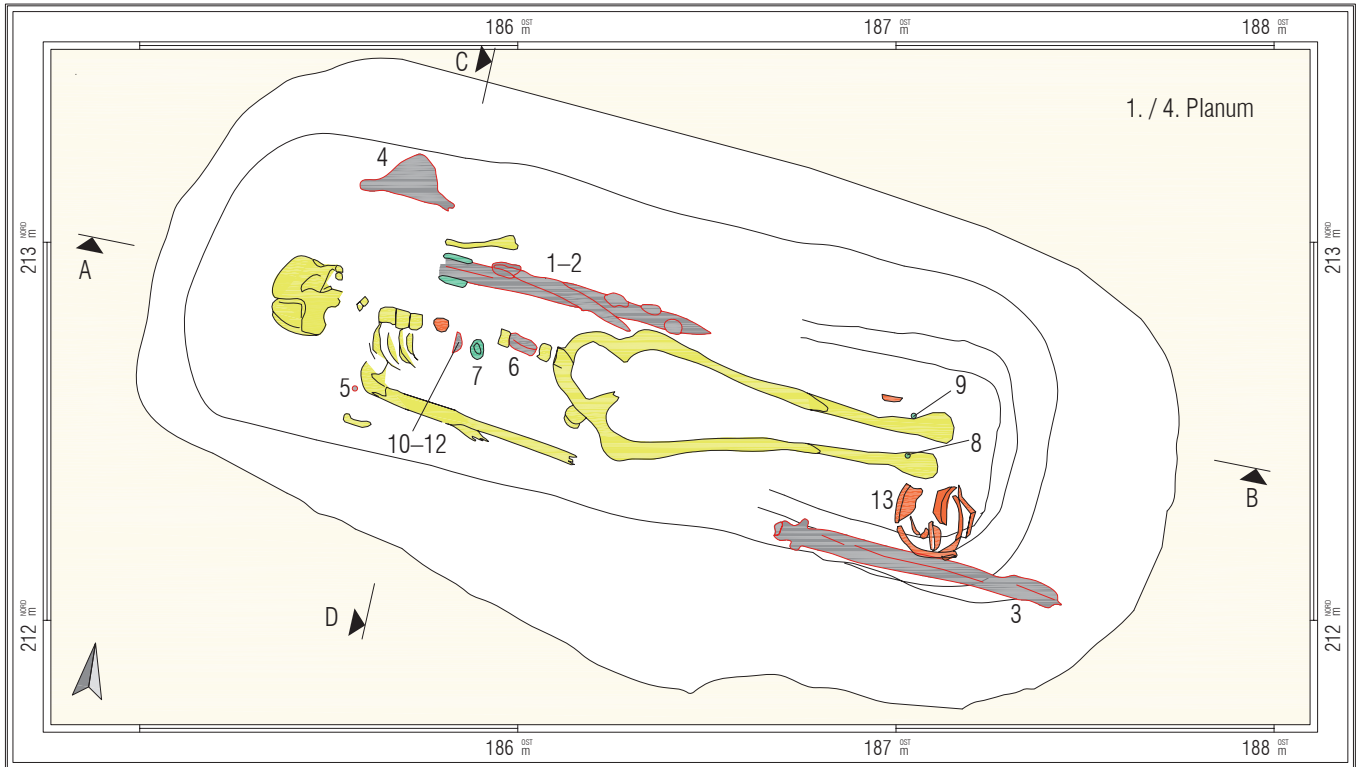 186 OST m
187 OST m
188 OST m
C
1. / 4. Planum
4
213 NORD m
213 NORD m
A
1–2
5
7
6
9
10–12
8
13
B
D
3
212 NORD m
212 NORD m
186 OST m
187 OST m
188 OST m